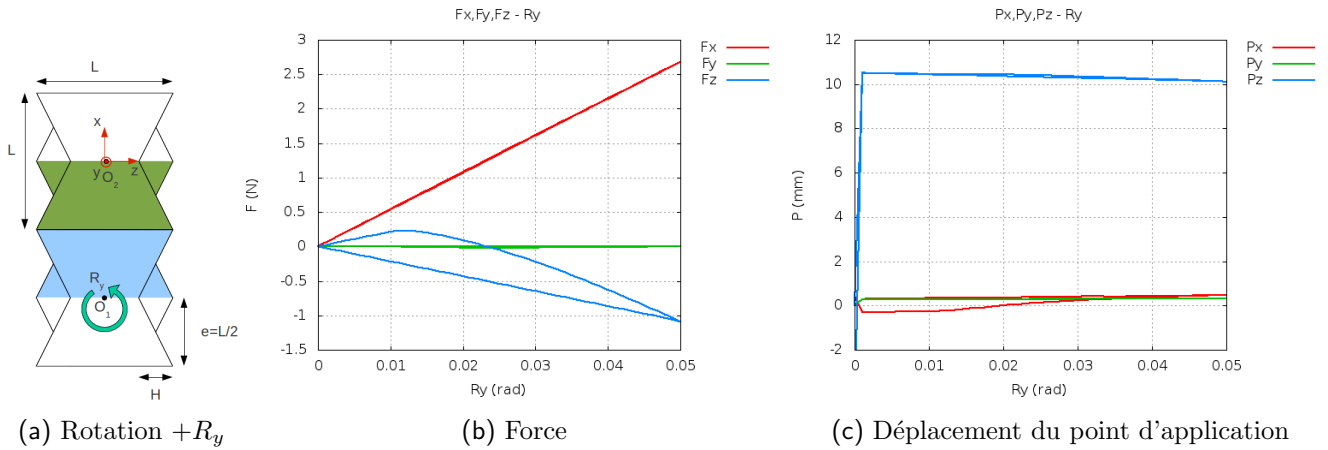 L
L
x
y
O2
z
Ry
O1
e=L/2
H
(a) Rotation +Ry
Fx,Fy,Fz - Ry
F (N)
3
2.5
2
1.5
1
0.5
0
-0.5
-1
-1.5
0
0.01
0.02
0.03
0.04
0.05
Ry (rad)
Fx
Fy
Fz
(b) Force
Px,Py,Pz - Ry
P (mm)
12
10
8
6
4
2
0
-2
0
0.01
0.02
0.03
0.04
0.05
Ry (rad)
Px
Py
Pz
(c) Déplacement du point d'application